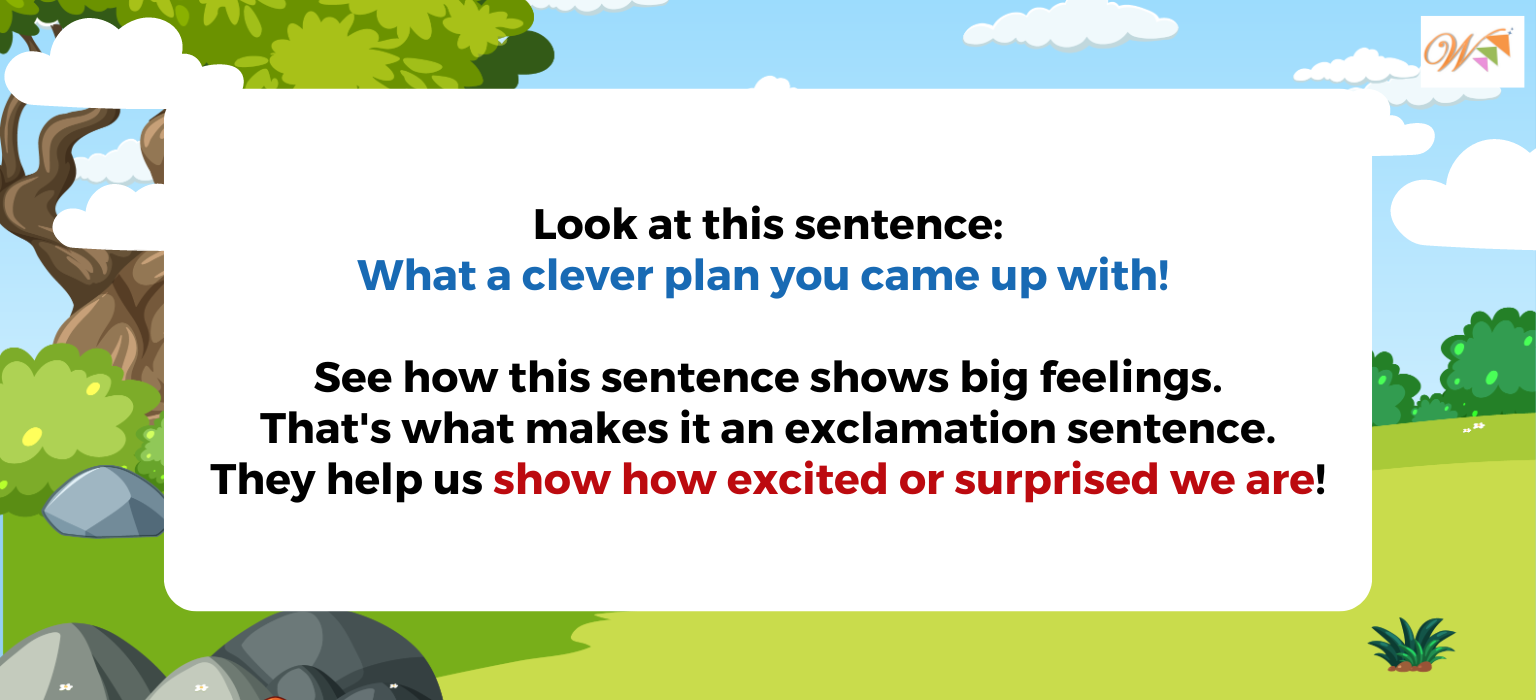 W
Look at this sentence:
What a clever plan you came up with!
See how this sentence shows big feelings.
That's what makes it an exclamation sentence.
They help us show how excited or surprised we are!